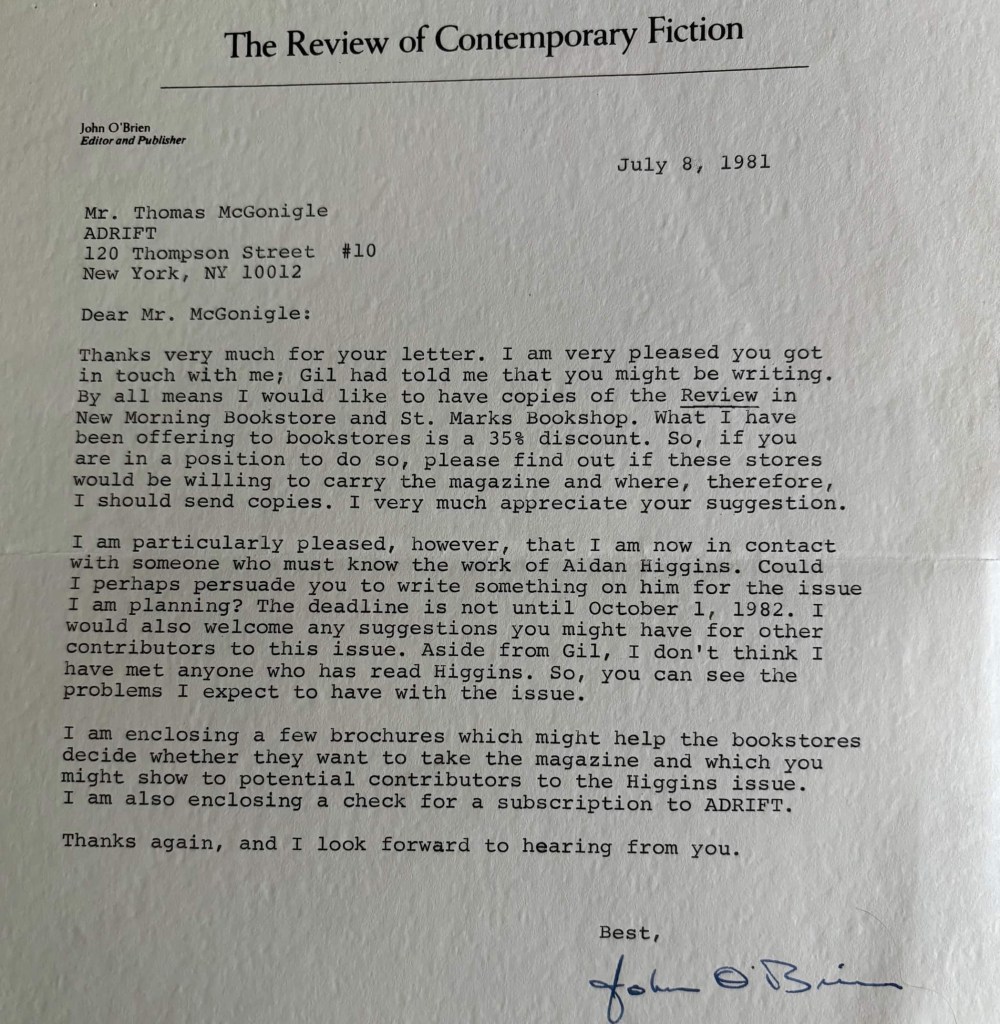 The Review of Contemporary Fiction
John O'Brien
Editor and Publisher
July 8, 1981
Mr. Thomas McGonigle
ADRIFT
120 Thompson Street #10
New York, NY 10012
Dear Mr. McGonigle:
Thanks very much for your letter. I am very pleased you got
in touch with me; Gil had told me that you might be writing.
By all means I would like to have copies of the Review in
New Morning Bookstore and St. Marks Bookshop. What I have
been offering to bookstores is a 35% discount. So, if you
are in a position to do so, please find out if these stores
would be willing to carry the magazine and where, therefore,
I should send copies. I very much appreciate your suggestion.
I am particularly pleased, however, that I am now in contact
with someone who must know the work of Aidan Higgins. Could
I perhaps persuade you to write something on him for the issue
I am planning? The deadline is not until October 1, 1982. I
would also welcome any suggestions you might have for other
contributors to this issue. Aside from Gil, I don't think I
have met anyone who has read Higgins. So, you can see the
problems I expect to have with the issue.
I am enclosing a few brochures which might help the bookstores
decide whether they want to take the magazine and which you
might show to potential contributors to the Higgins issue.
I am also enclosing a check for a subscription to ADRIFT.
Thanks again, and I look forward to hearing from you.
Best,
John O'Brien